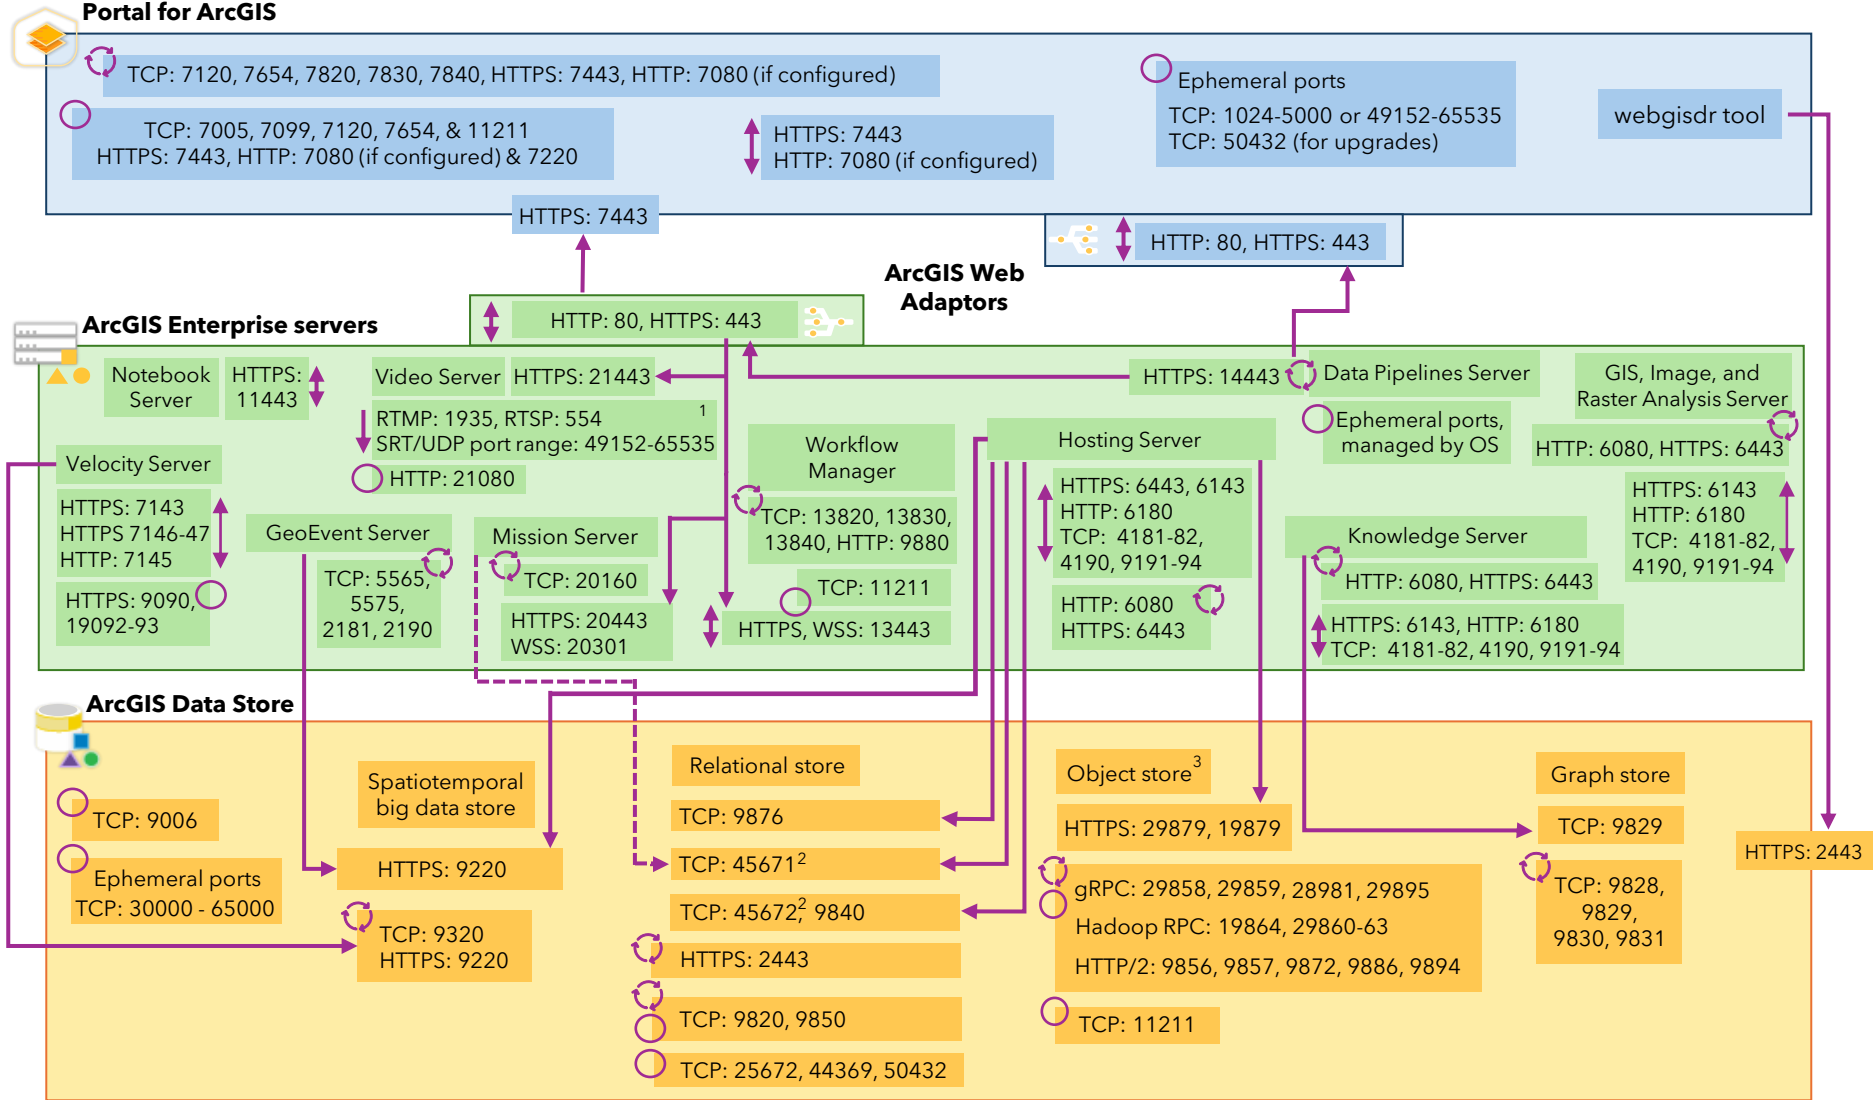 Portal for ArcGIS
TCP: 7120, 7654, 7820, 7830, 7840, HTTPS: 7443, HTTP: 7080 (if configured)
TCP: 7005, 7099, 7120, 7654, & 11211
HTTPS: 7443, HTTP: 7080 (if configured) & 7220
HTTPS: 7443
HTTP: 7080 (if configured)
Ephemeral ports
TCP: 1024-5000 or 49152-65535
TCP: 50432 (for upgrades)
webgisdr tool
HTTPS: 7443
HTTP: 80, HTTPS: 443
ArcGIS Web
Adaptors
HTTP: 80, HTTPS: 443
ArcGIS Enterprise servers
Notebook
Server
HTTPS:
11443
Video Server
HTTPS: 21443
RTMP: 1935, RTSP: 554 1
SRT/UDP port range: 49152-65535
HTTP: 21080
HTTPS: 14443
Data Pipelines Server
Ephemeral ports,
managed by OS
GIS, Image, and
Raster Analysis Server
HTTP: 6080, HTTPS: 6443
HTTPS: 6143
HTTP: 6180
TCP: 4181-82,
4190, 9191-94
Velocity Server
HTTPS: 7143
HTTPS 7146-47
HTTP: 7145
HTTPS: 9090,
19092-93
GeoEvent Server
TCP: 5565,
5575,
2181, 2190
Mission Server
TCP: 20160
HTTPS: 20443
WSS: 20301
Workflow
Manager
TCP: 13820, 13830,
13840, HTTP: 9880
TCP: 11211
HTTPS, WSS: 13443
Hosting Server
HTTPS: 6443, 6143
HTTP: 6180
TCP: 4181-82,
4190, 9191-94
HTTP: 6080
HTTPS: 6443
Knowledge Server
HTTP: 6080, HTTPS: 6443
HTTPS: 6143, HTTP: 6180
TCP: 4181-82, 4190, 9191-94
ArcGIS Data Store
TCP: 9006
Ephemeral ports
TCP: 30000 - 65000
Spatiotemporal
big data store
HTTPS: 9220
TCP: 9320
HTTPS: 9220
Relational store
TCP: 9876
TCP: 45671²
TCP: 45672,² 9840
HTTPS: 2443
TCP: 9820, 9850
TCP: 25672, 44369, 50432
Object store³
HTTPS: 29879, 19879
gRPC: 29858, 29859, 28981, 29895
Hadoop RPC: 19864, 29860-63
HTTP/2: 9856, 9857, 9872, 9886, 9894
TCP: 11211
Graph store
TCP: 9829
TCP: 9828,
9829,
9830, 9831
HTTPS: 2443